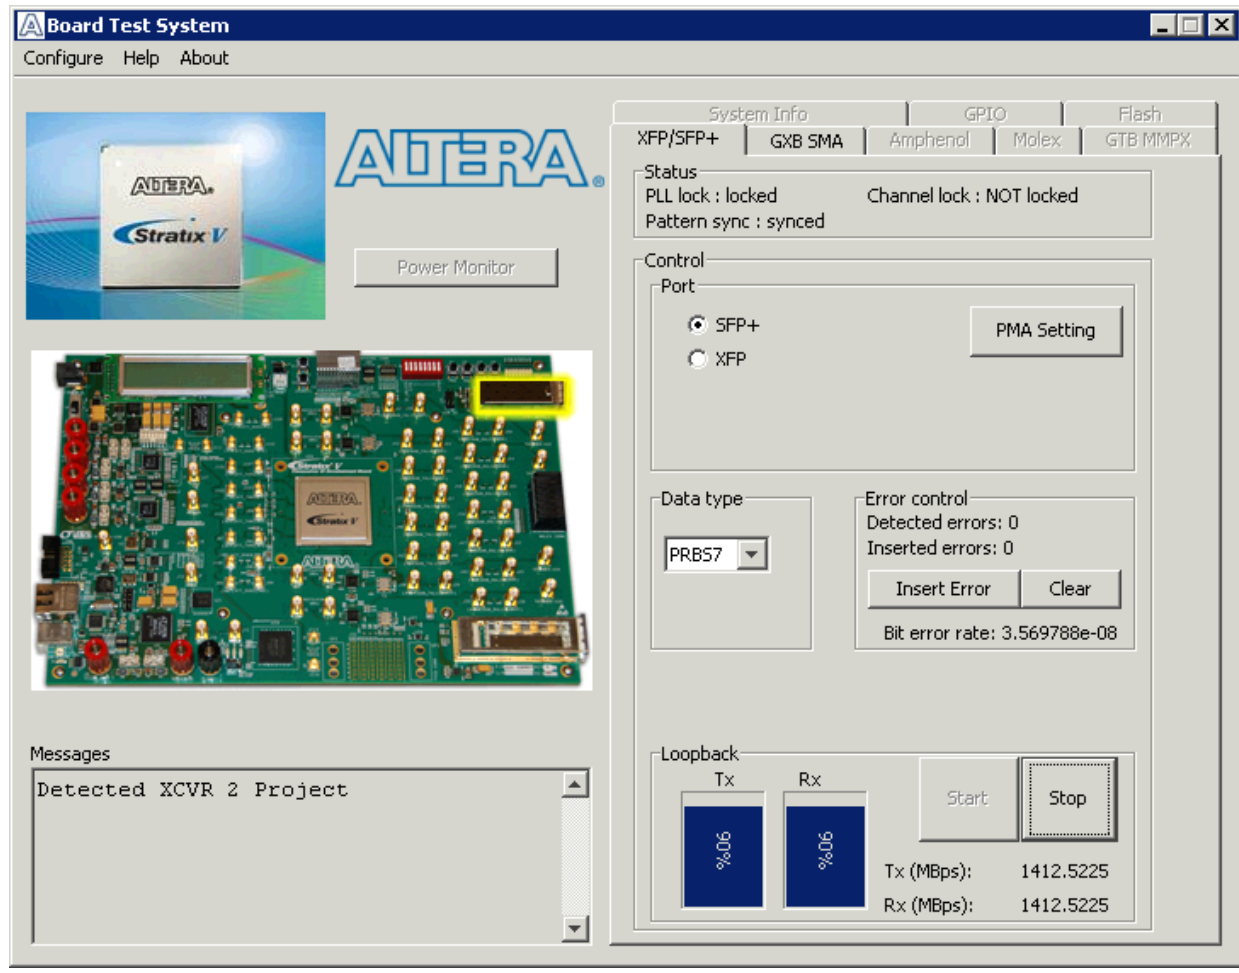 Board Test System
Configure Help About
ALTERA®
ALTERA®
Stratix V
Power Monitor
Stratix V
ALTERA
Stratix V
ALTERA
Messages
Detected XCVR 2 Project
System Info GPIO Flash
XFP/SFP+ GXB SMA Amphenol Molex GTB MMPX
Status
PLL lock : locked Channel lock : NOT locked
Pattern sync : synced
Control
Port
SFP+
XFP
PMA Setting
Data type
PRBS7
Error control
Detected errors: 0
Inserted errors: 0
Insert Error Clear
Bit error rate: 3.569788e-08
Loopback
Tx Rx
90% 90%
Start Stop
Tx (MBps): 1412.5225
Rx (MBps): 1412.5225